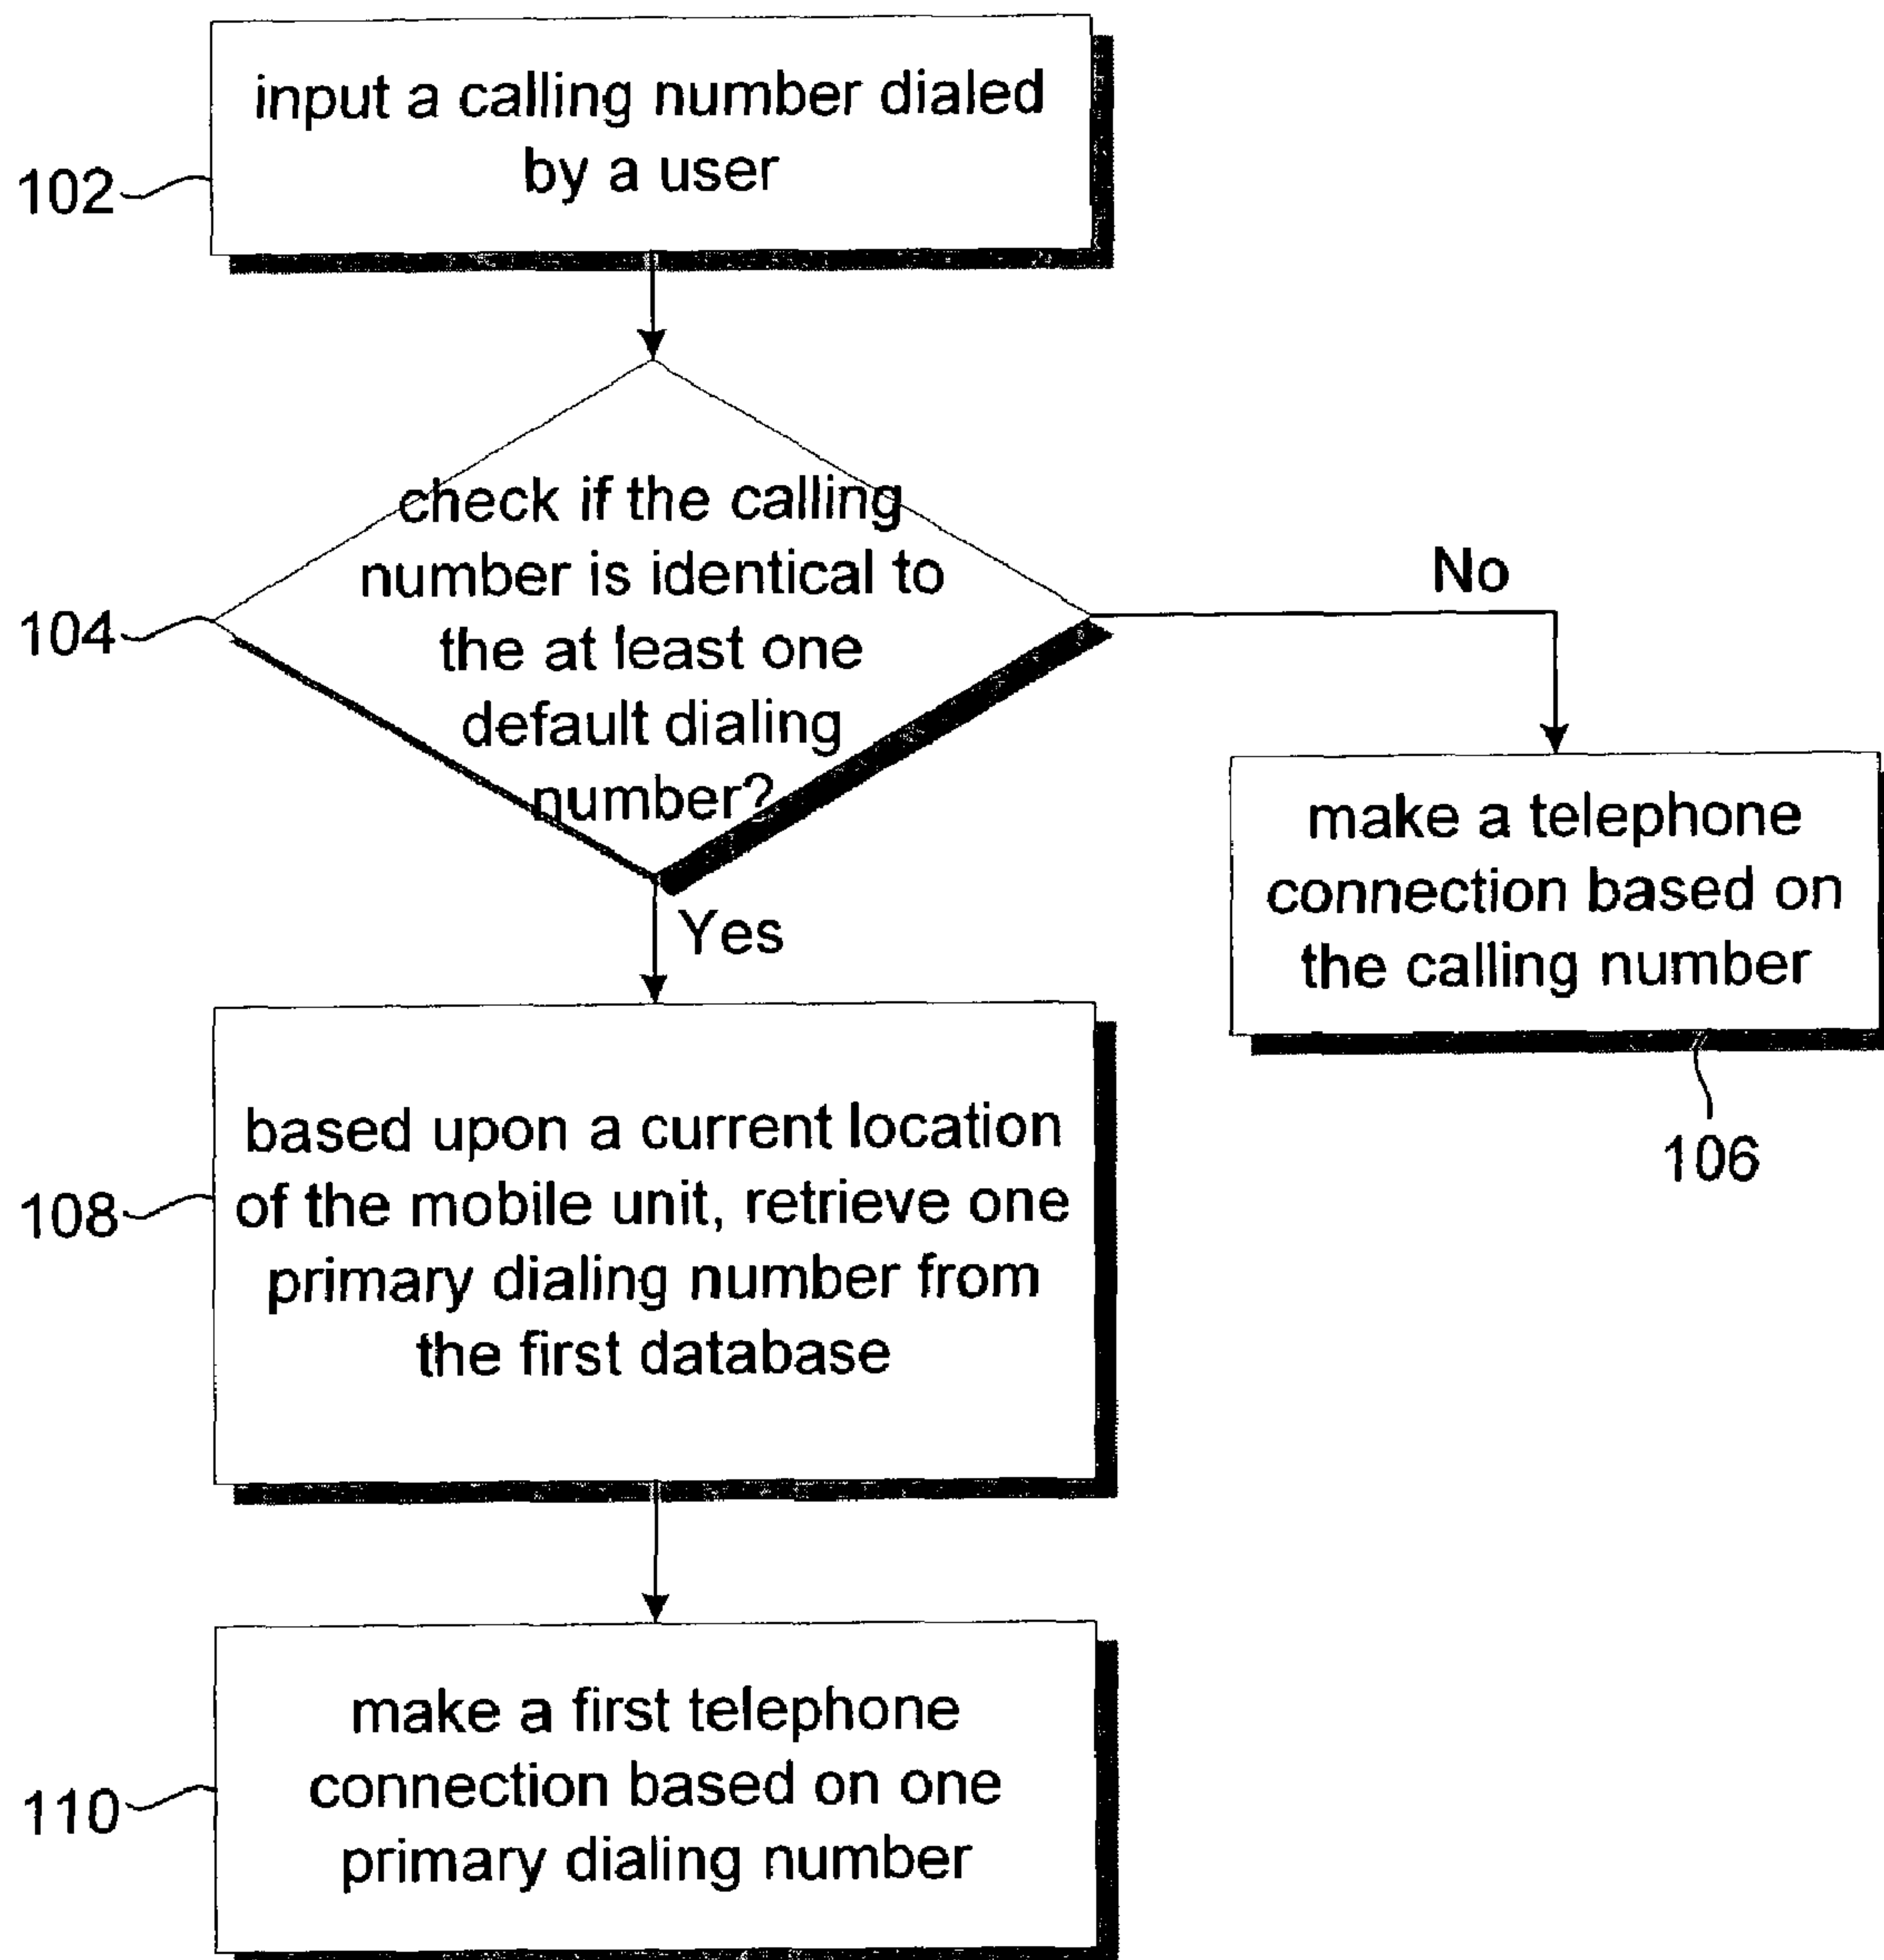 input a calling number dialed
by a user
102
check if the calling
number is identical to
the at least one
default dialing
number?
104
No
make a telephone
connection based on
the calling number
106
Yes
based upon a current location
of the mobile unit, retrieve one
primary dialing number from
the first database
108
make a first telephone
connection based on one
primary dialing number
110